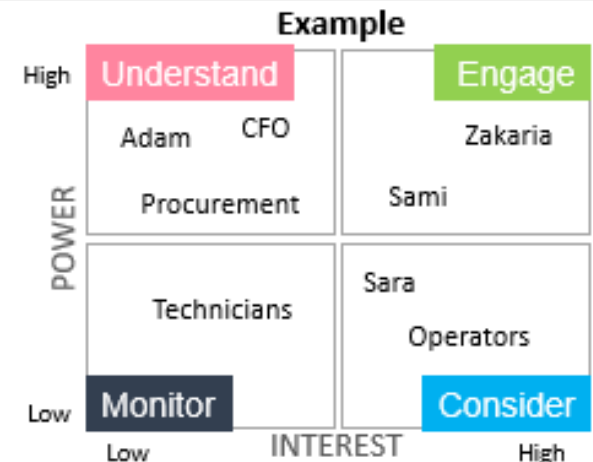 Example
High
Understand
Engage
Adam
CFO
Zakaria
Procurement
Sami
POWER
Technicians
Sara
Operators
Low
Monitor
Consider
Low
INTEREST
High